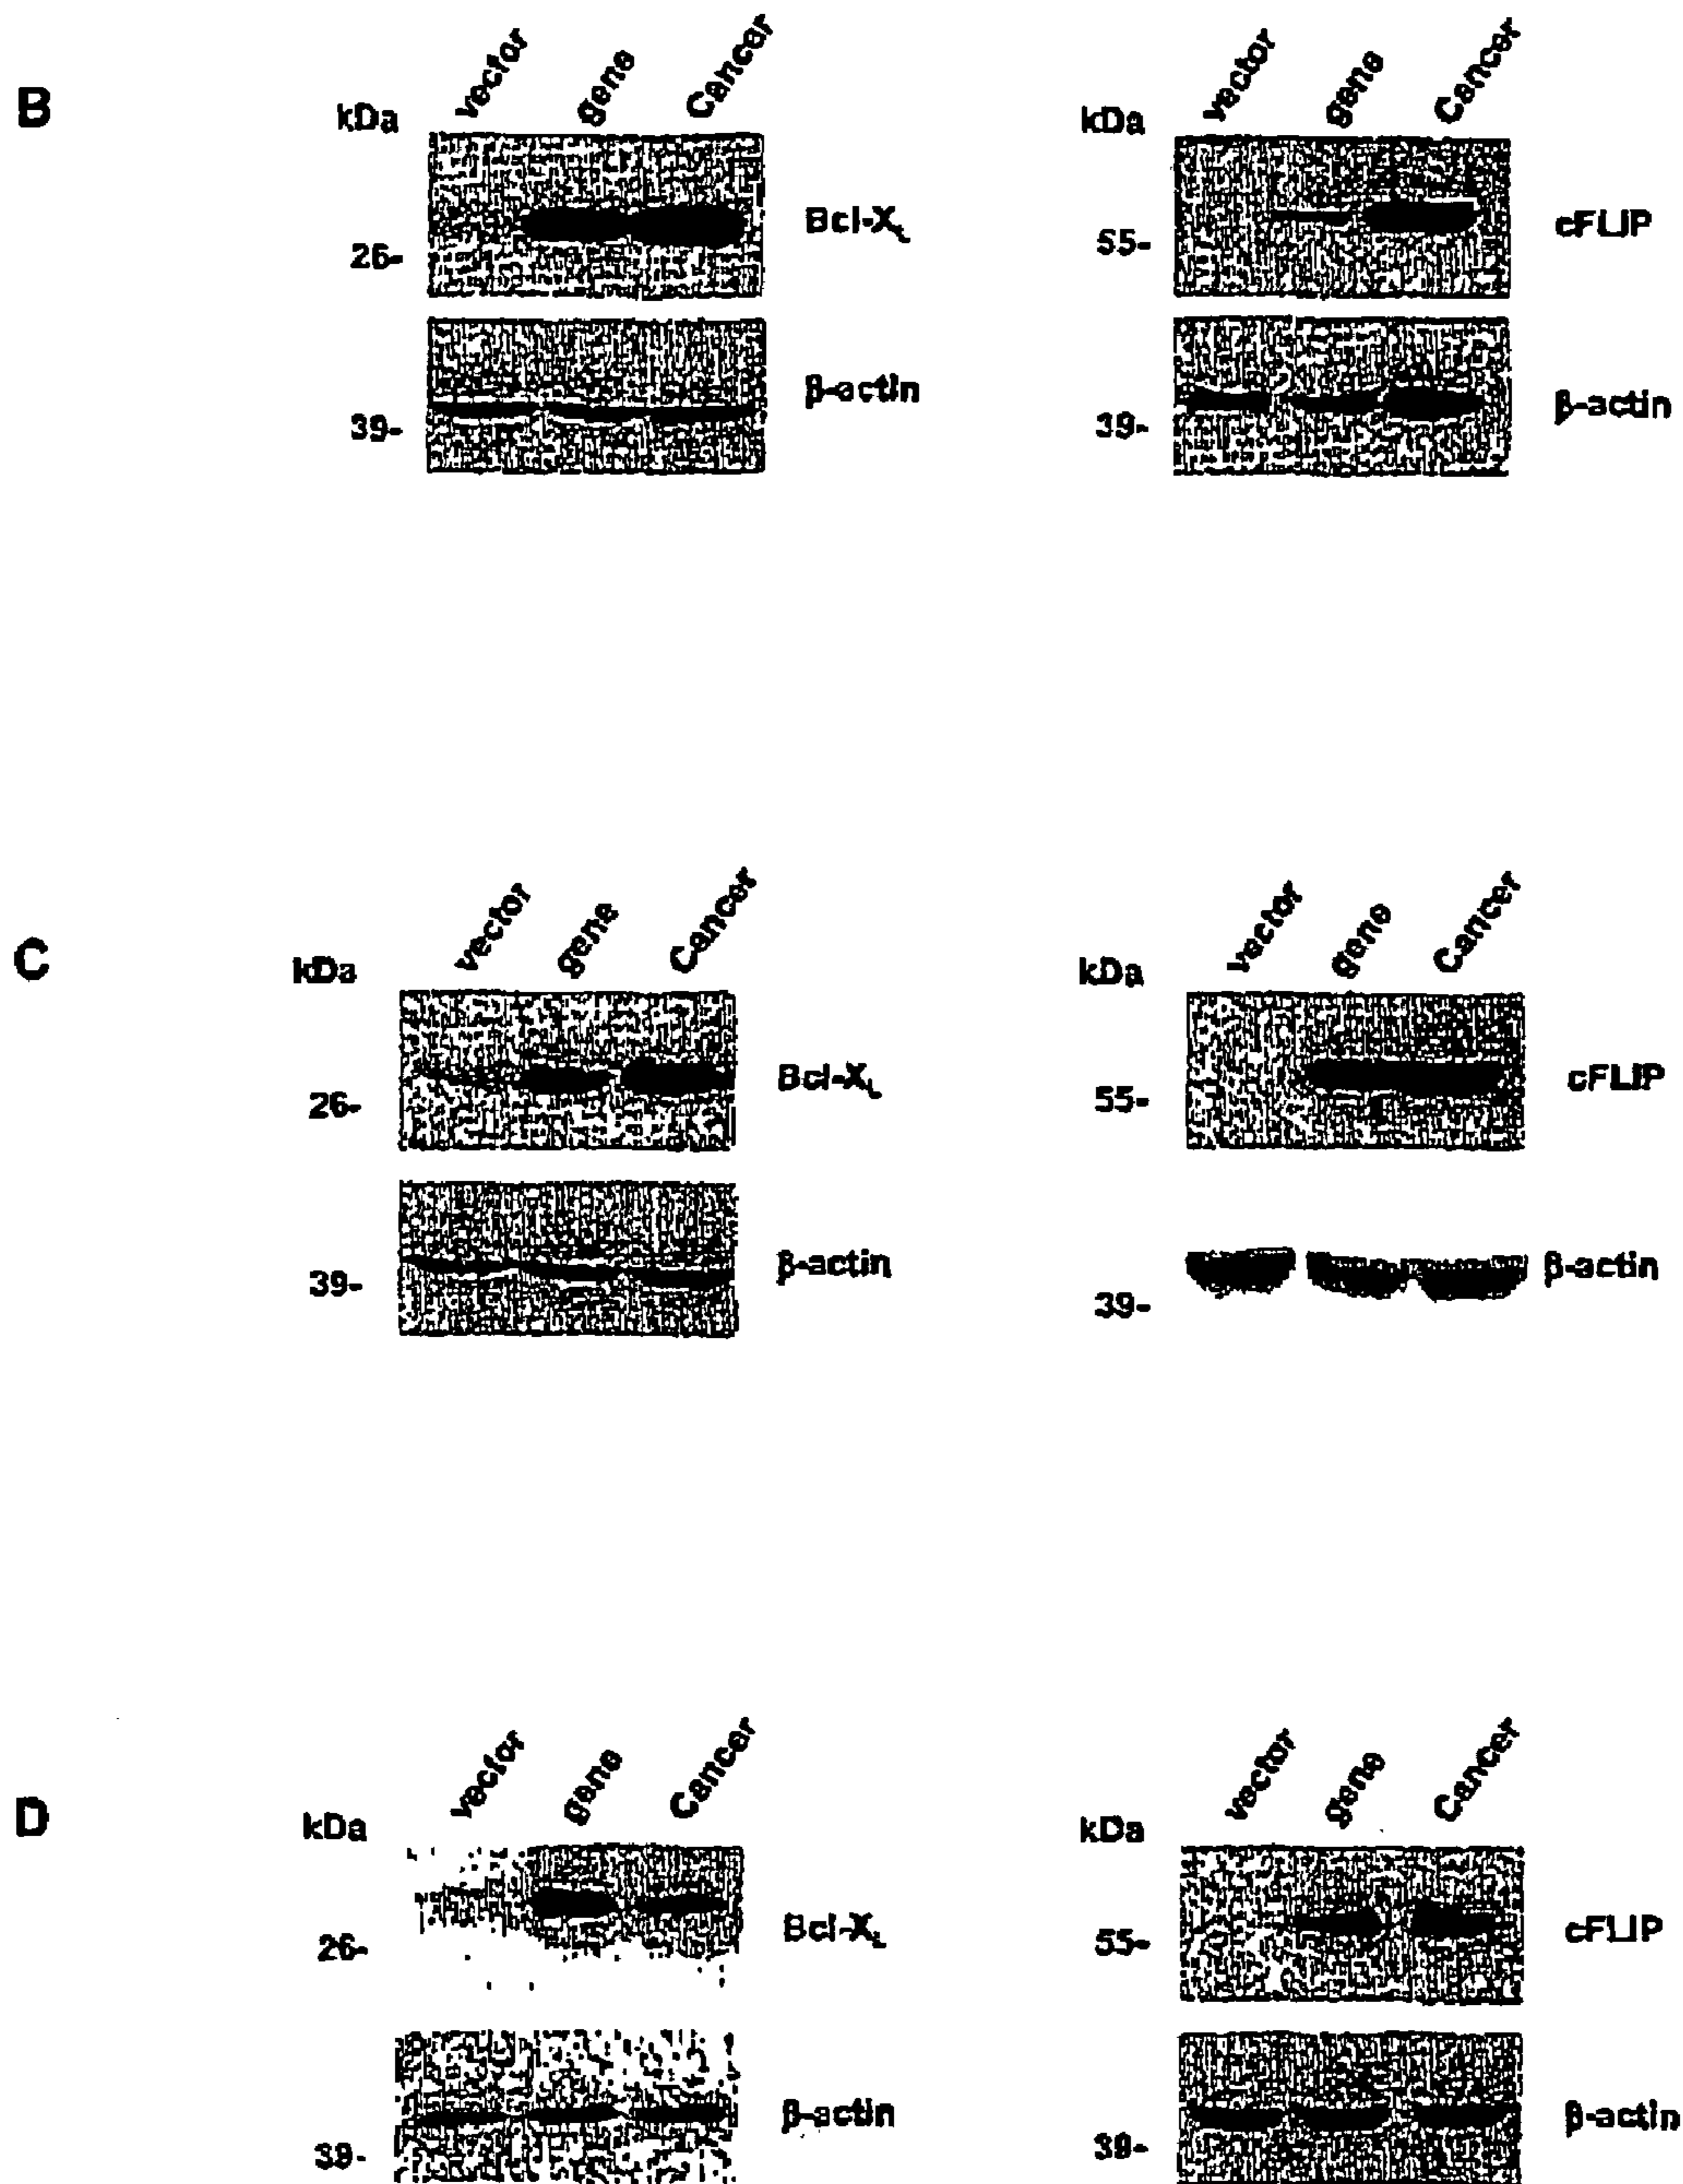 B
vector gene Cancer vector gene Cancer
kDa kDa
26- Bcl-XL 55- cFLIP
39- β-actin 39- β-actin
C
vector gene Cancer vector gene Cancer
kDa kDa
26- Bcl-XL 55- cFLIP
39- β-actin 39- β-actin
D
vector gene Cancer vector gene Cancer
kDa kDa
26- Bcl-XL 55- cFLIP
39- β-actin 39- β-actin